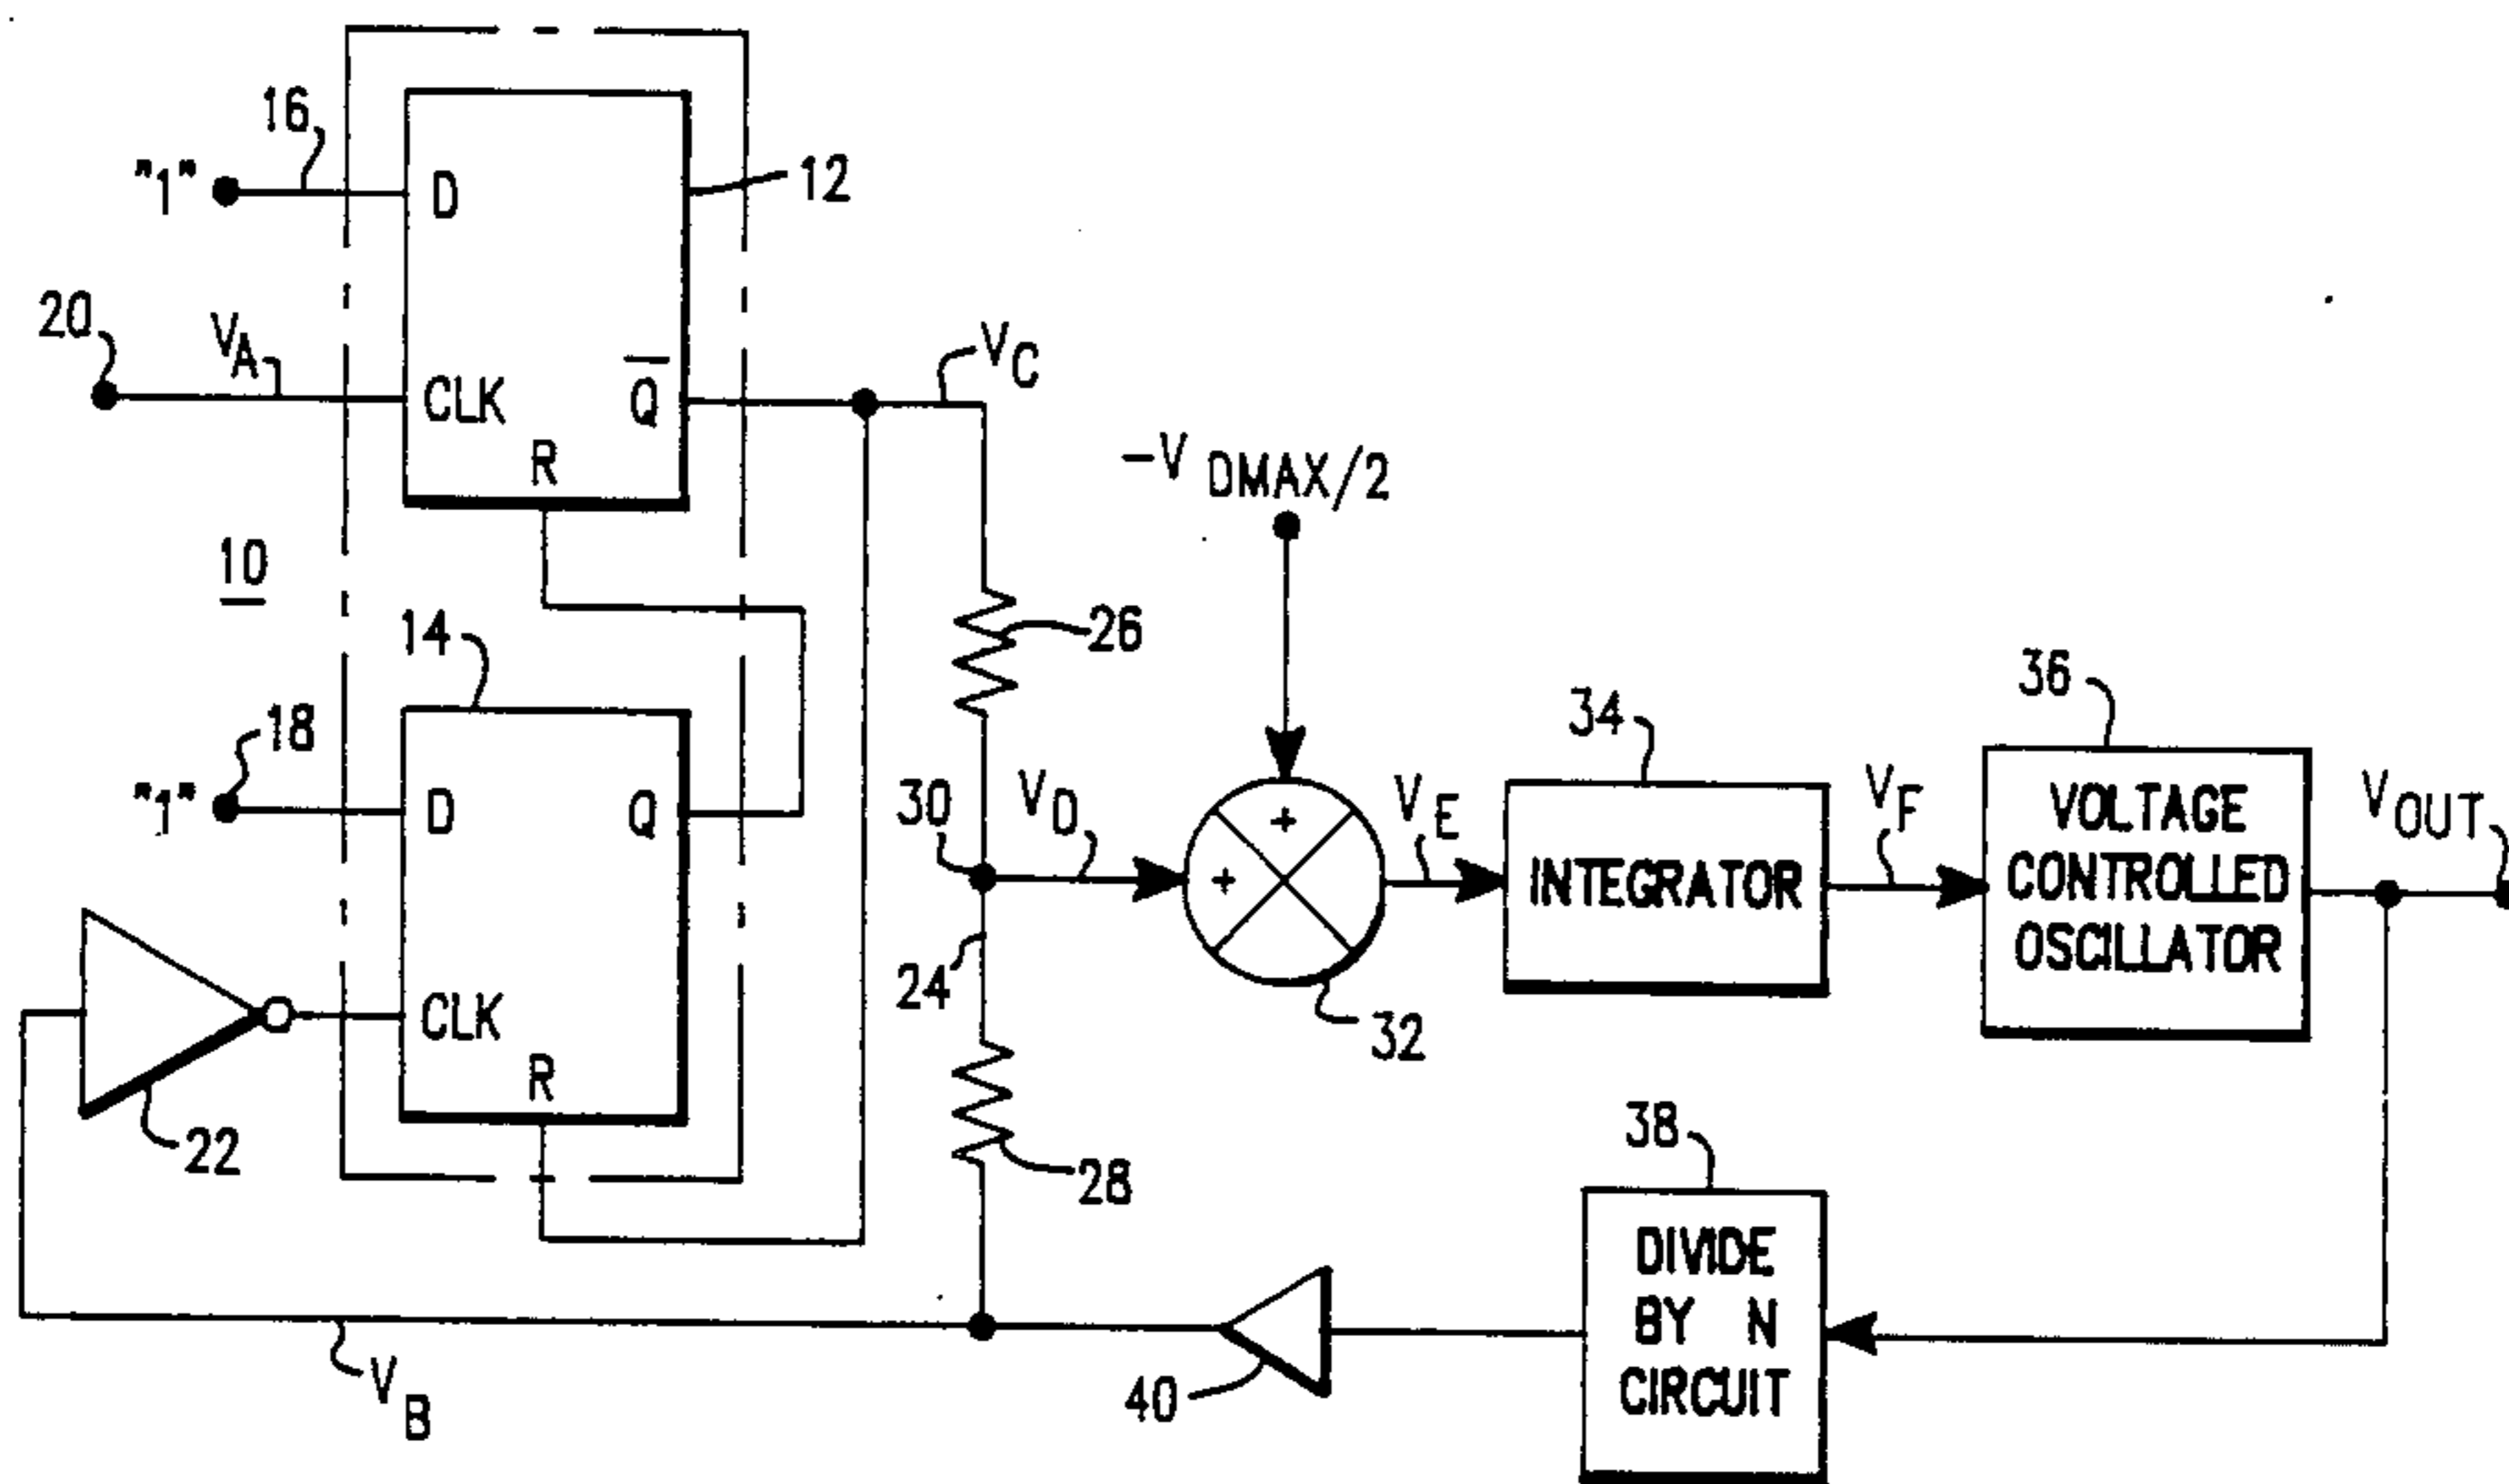 16
"1"
D
12
20
VA
CLK
Q
R
VC
-V DMAX/2
10
14
26
18
"1"
D
Q
30
VD
VE
34
INTEGRATOR
VF
36
VOLTAGE
CONTROLLED
OSCILLATOR
VOUT
+
+
24
32
CLK
R
22
28
38
DIVIDE
BY N
CIRCUIT
40
VB